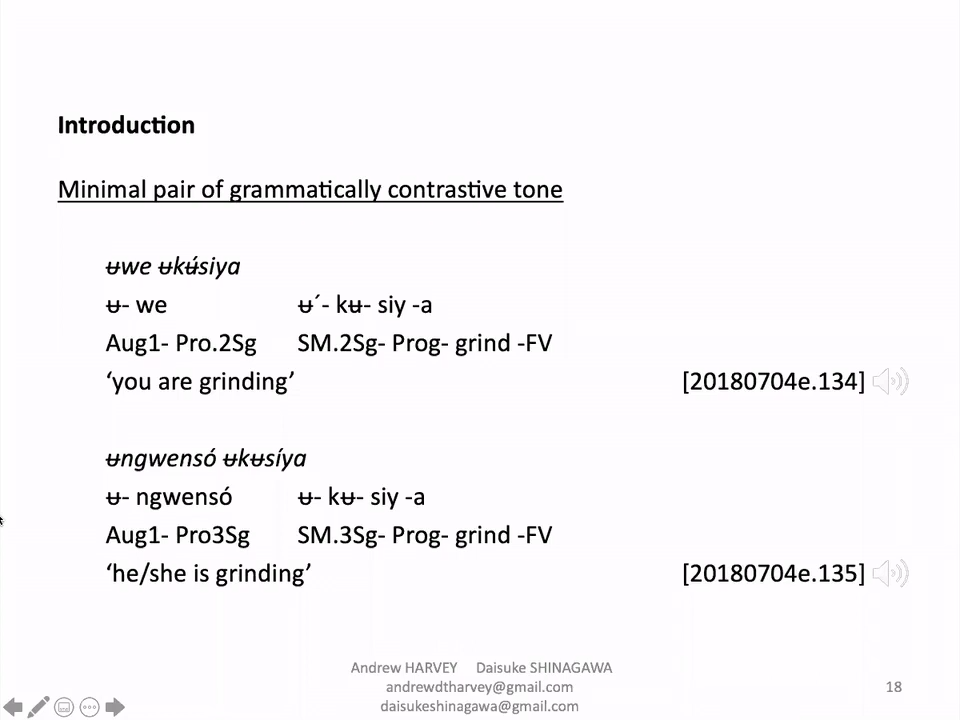 Introduction
Minimal pair of grammatically contrastive tone
ʉwe ʉkʉ́siya
ʉ- we ʉ´- kʉ- siy -a
Aug1- Pro.2Sg SM.2Sg- Prog- grind -FV
‘you are grinding’ [20180704e.134]
ʉngwensó ʉkʉsíya
ʉ- ngwensó ʉ- kʉ- siy -a
Aug1- Pro3Sg SM.3Sg- Prog- grind -FV
‘he/she is grinding’ [20180704e.135]
Andrew HARVEY Daisuke SHINAGAWA
andrewdtharvey@gmail.com 18
daisukeshinagawa@gmail.com